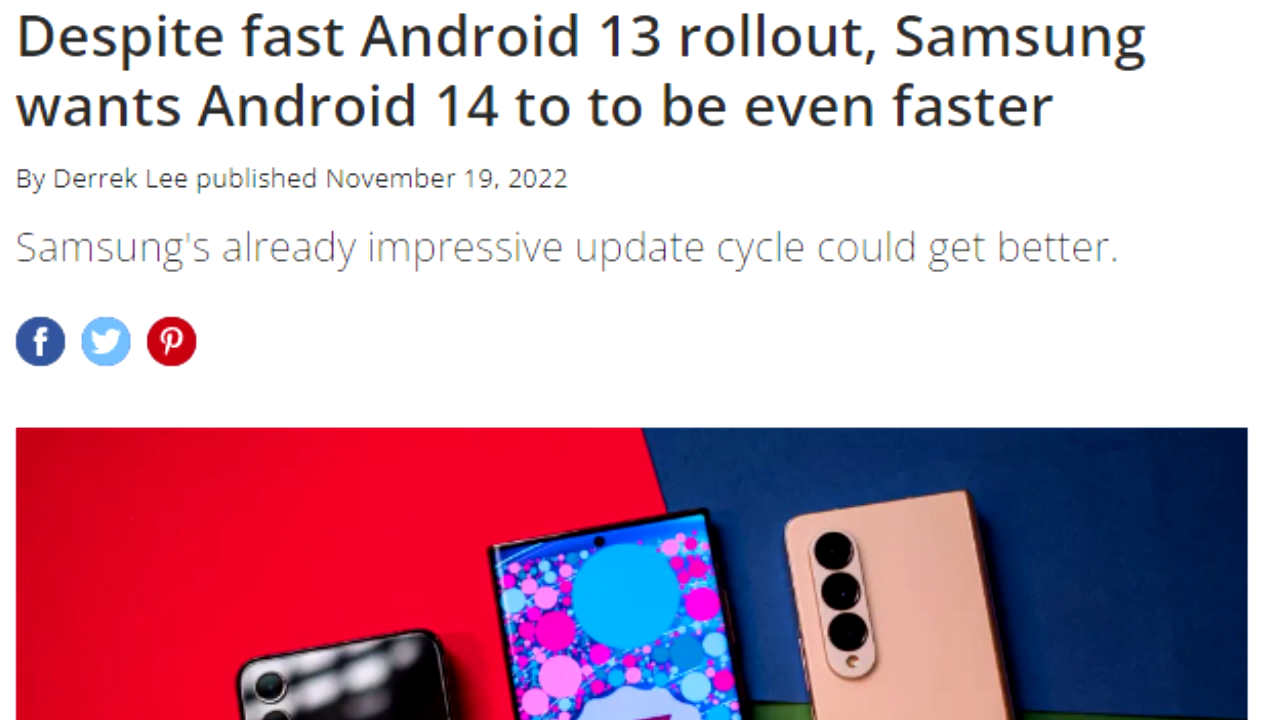 Despite fast Android 13 rollout, Samsung
wants Android 14 to to be even faster
By Derrek Lee published November 19, 2022
Samsung's already impressive update cycle could get better.